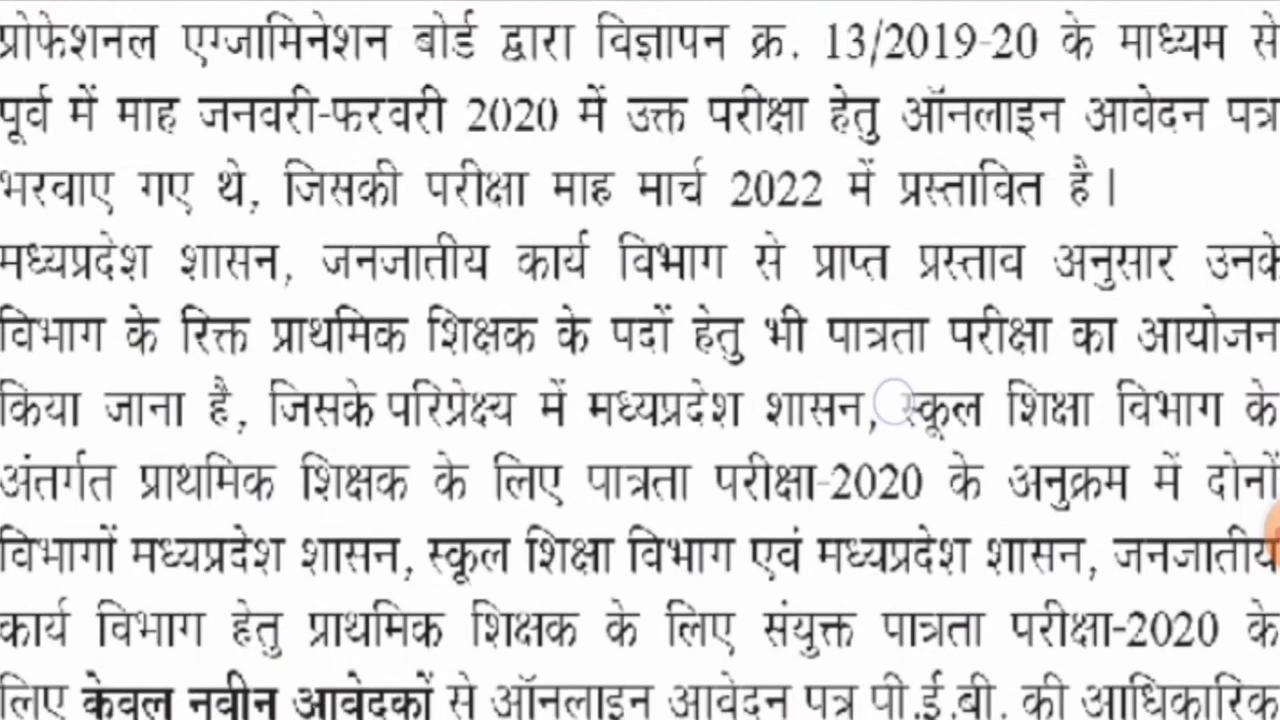 प्रोफेशनल एग्जामिनेशन बोर्ड द्वारा विज्ञापन क्र. 13/2019-20 के माध्यम से
पूर्व में माह जनवरी-फरवरी 2020 में उक्त परीक्षा हेतु ऑनलाइन आवेदन पत्र
भरवाए गए थे, जिसकी परीक्षा माह मार्च 2022 में प्रस्तावित है।
मध्यप्रदेश शासन, जनजातीय कार्य विभाग से प्राप्त प्रस्ताव अनुसार उनके
विभाग के रिक्त प्राथमिक शिक्षक के पदों हेतु भी पात्रता परीक्षा का आयोजन
किया जाना है, जिसके परिप्रेक्ष्य में मध्यप्रदेश शासन, स्कूल शिक्षा विभाग के
अंतर्गत प्राथमिक शिक्षक के लिए पात्रता परीक्षा-2020 के अनुक्रम में दोनों
विभागों मध्यप्रदेश शासन, स्कूल शिक्षा विभाग एवं मध्यप्रदेश शासन, जनजातीय
कार्य विभाग हेतु प्राथमिक शिक्षक के लिए संयुक्त पात्रता परीक्षा-2020 के
लिए केवल नवीन आवेदकों से ऑनलाइन आवेदन पत्र पी.ई.बी. की आधिकारिक